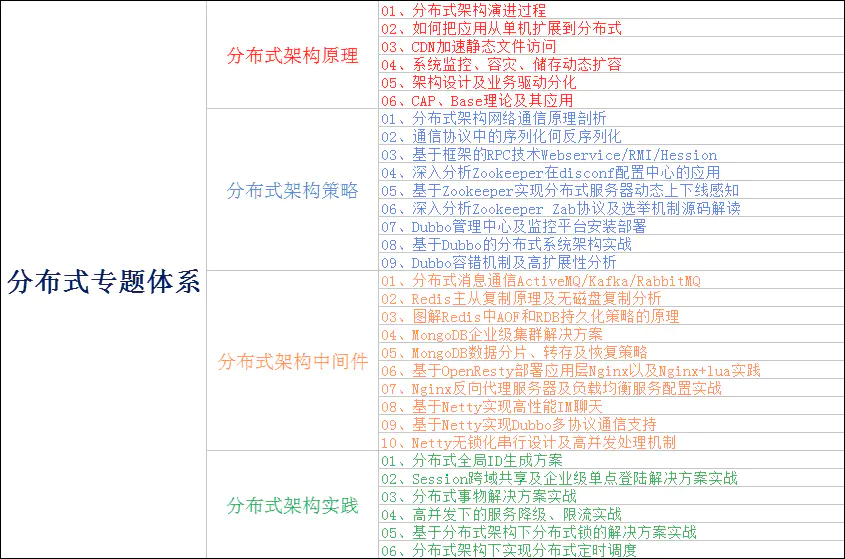 分布式专题体系
分布式架构原理
01、分布式架构演进过程
02、如何把应用从单机扩展到分布式
03、CDN加速静态文件访问
04、系统监控、容灾、储存动态扩容
05、架构设计及业务驱动分化
06、CAP、Base理论及其应用
分布式架构策略
01、分布式架构网络通信原理剖析
02、通信协议中的序列化何反序列化
03、基于框架的RPC技术Webservice/RMI/Hession
04、深入分析Zookeeper在disconf配置中心的应用
05、基于Zookeeper实现分布式服务器动态上下线感知
06、深入分析Zookeeper Zab协议及选举机制源码解读
07、Dubbo管理中心及监控平台安装部署
08、基于Dubbo的分布式系统架构实战
09、Dubbo容错机制及高扩展性分析
分布式架构中间件
01、分布式消息通信ActiveMQ/Kafka/RabbitMQ
02、Redis主从复制原理及无磁盘复制分析
03、图解Redis中AOF和RDB持久化策略的原理
04、MongoDB企业级集群解决方案
05、MongoDB数据分片、转存及恢复策略
06、基于OpenResty部署应用层Nginx以及Nginx+lua实践
07、Nginx反向代理服务器及负载均衡服务配置实战
08、基于Netty实现高性能IM聊天
09、基于Netty实现Dubbo多协议通信支持
10、Netty无锁化串行设计及高并发处理机制
分布式架构实践
01、分布式全局ID生成方案
02、Session跨域共享及企业级单点登陆解决方案实战
03、分布式事物解决方案实战
04、高并发下的服务降级、限流实战
05、基于分布式架构下分布式锁的解决方案实战
06、分布式架构下实现分布式定时调度